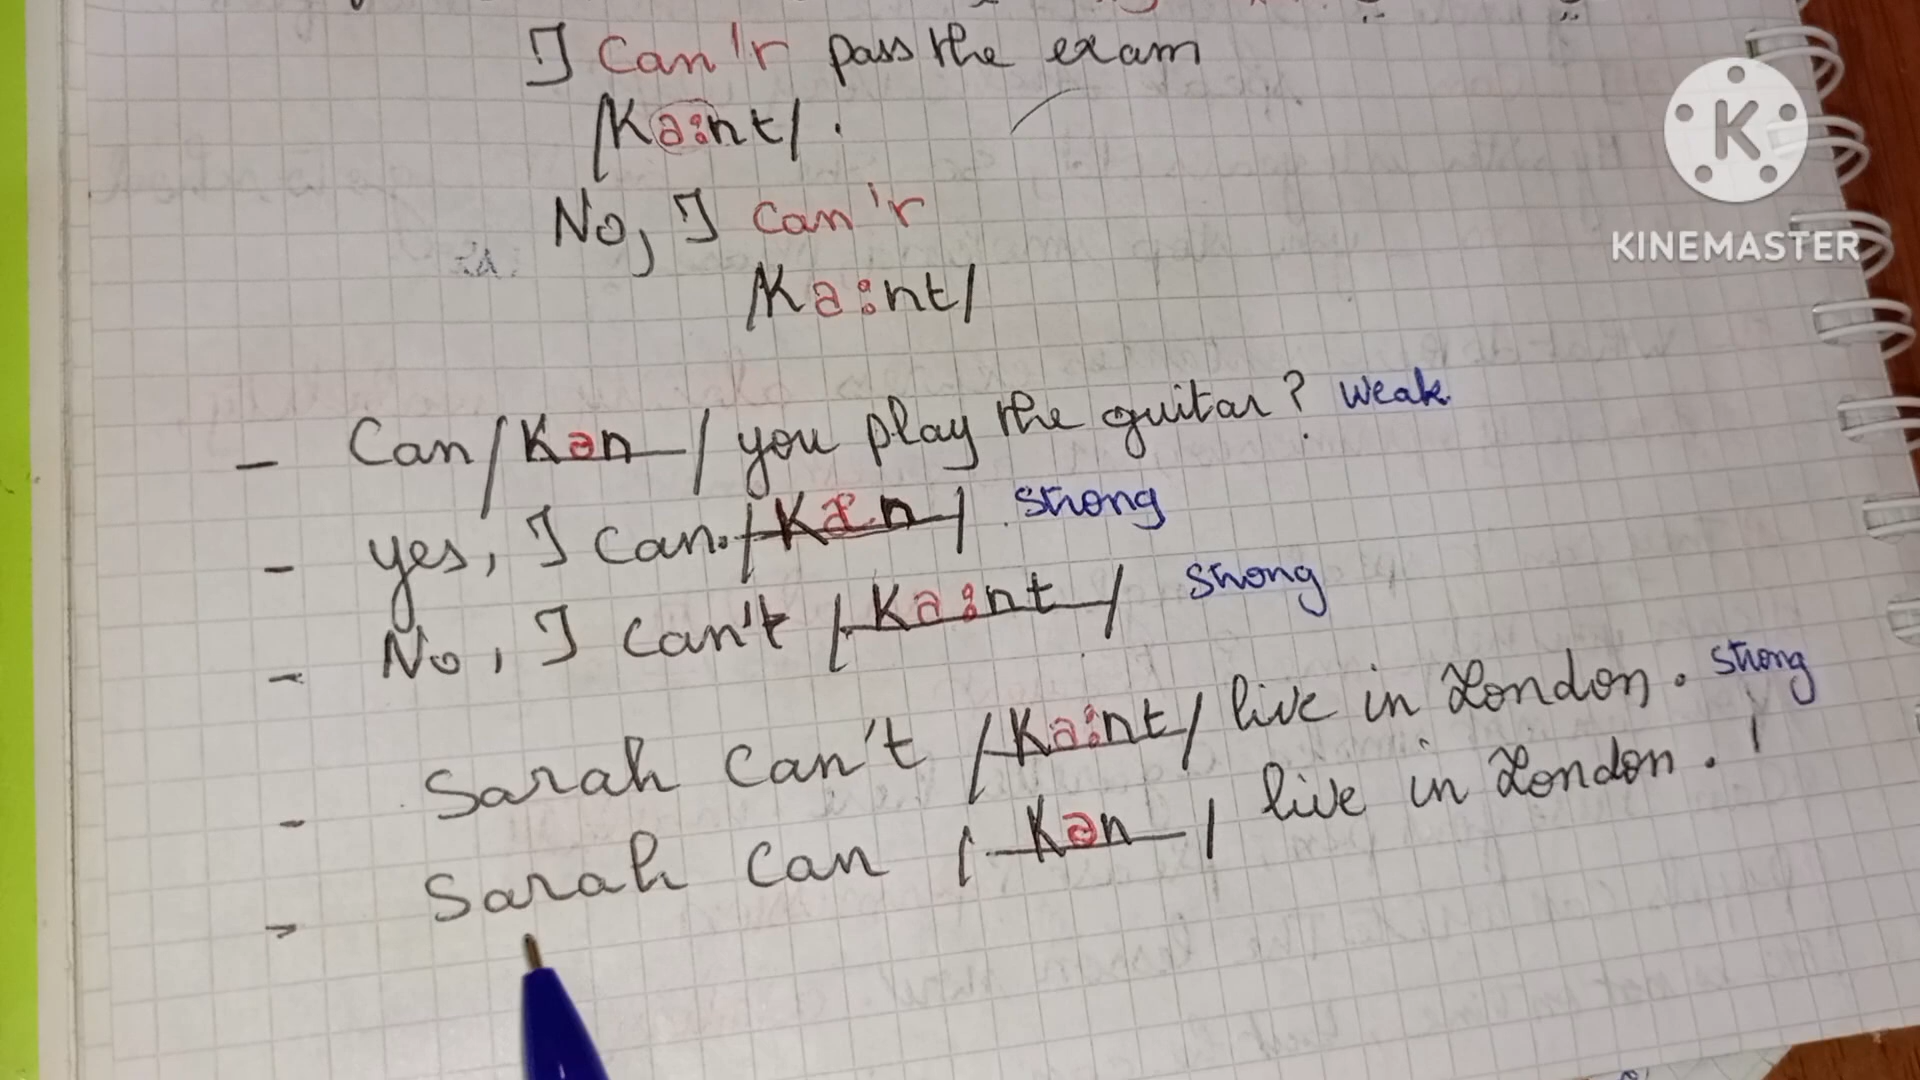 I Can'r pass the exam
/Ka:nt/.
No, I can'r
/Ka:nt/
- Can /Kən/ you play the guitar? weak
- yes, I can. /Kæn/ strong
- No, I can't /Ka:nt/ strong
- Sarah can't /Ka:nt/ live in London. strong
- Sarah can /Kən/ live in London.
K
KINEMASTER